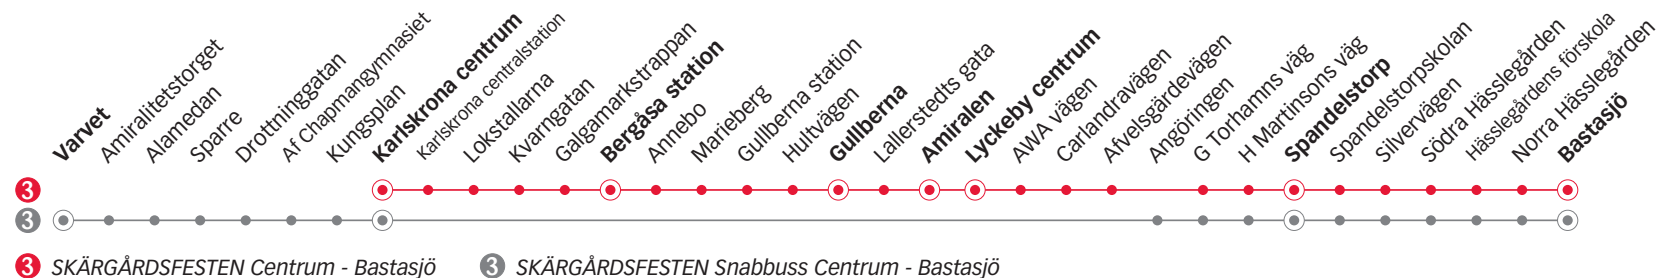 Varvet
Amiralitetstorget
Alamedan
Sparre
Drottninggatan
Af Chapmangymnasiet
Kungsplan
Karlskrona centrum
Karlskrona centralstation
Lokstallarna
Kvarngatan
Galgamarkstrappan
Bergåsa station
Annebo
Marieberg
Gullberna station
Hultvägen
Gullberna
Lallerstedts gata
Amiralen
Lyckeby centrum
AVA vägen
Carlandravägen
Afvelsgärdevägen
Angöringen
G Torhamns väg
H Martinsons väg
Spandelstorp
Spandelstorpskolan
Silvervägen
Södra Hässlegården
Hässlegårdens förskola
Norra Hässlegården
Bastasjö
3
3
3 SKÄRGÅRDSFESTEN Centrum - Bastasjö 3 SKÄRGÅRDSFESTEN Snabbuss Centrum - Bastasjö